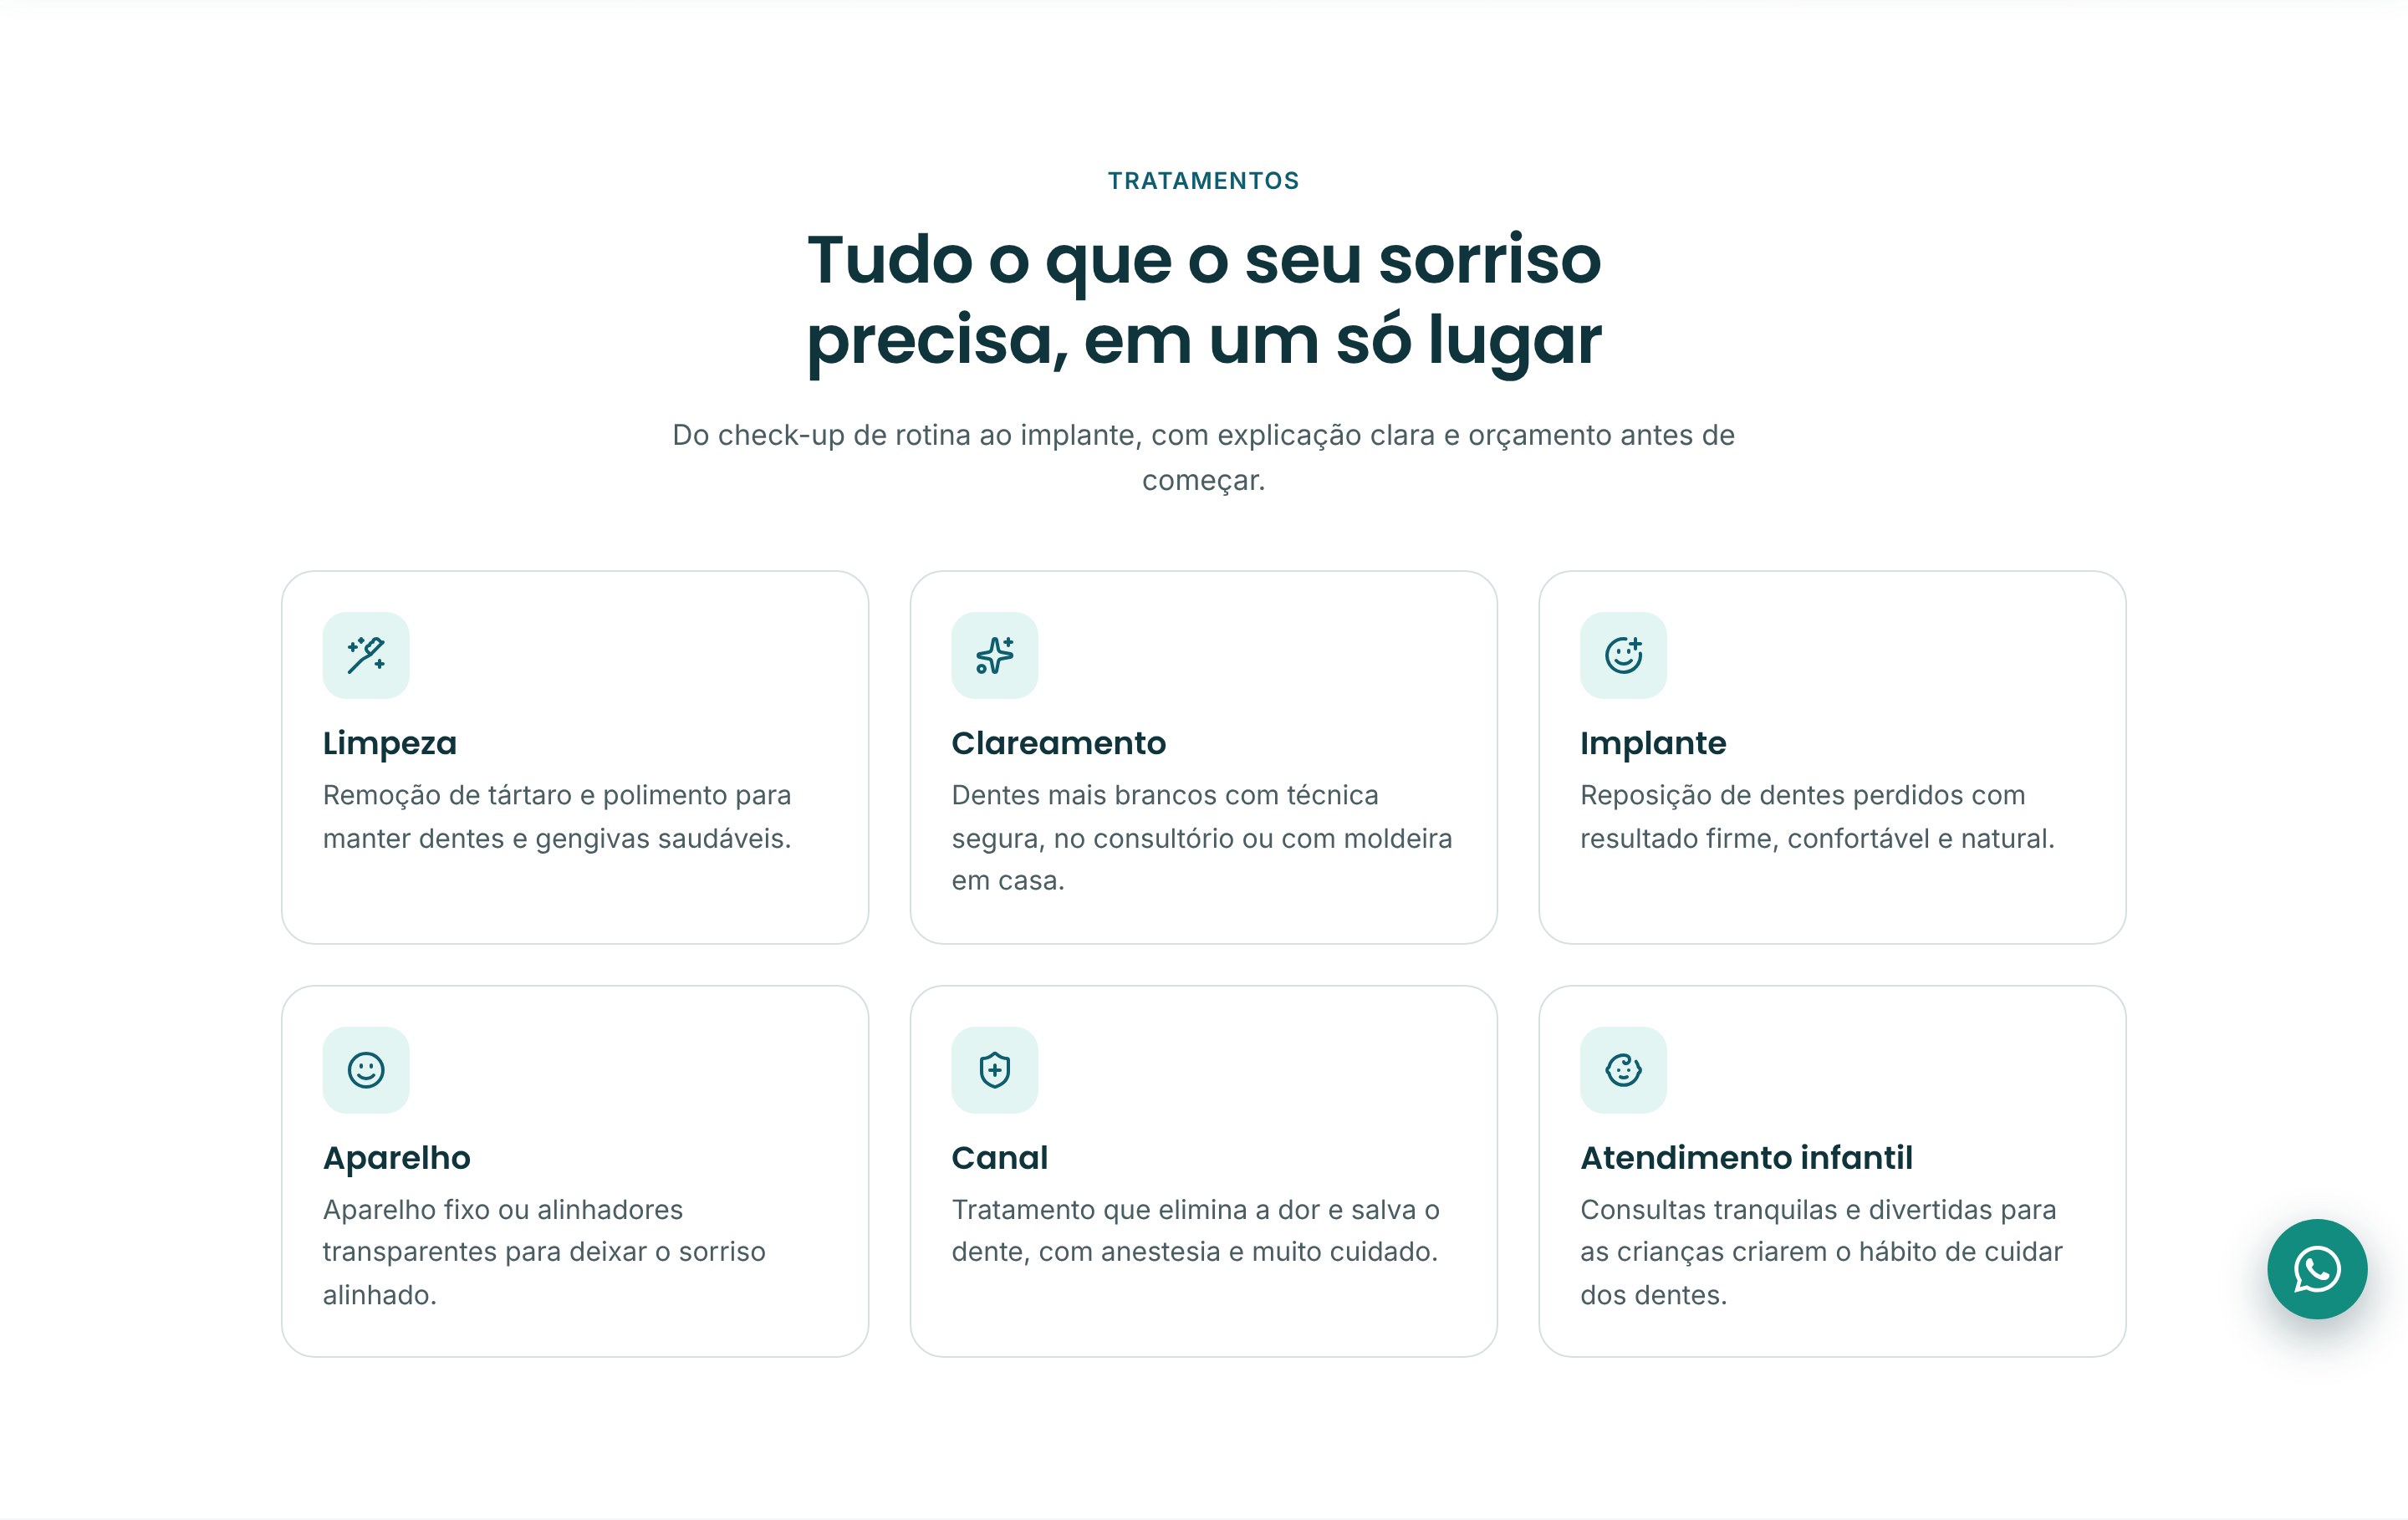 TRATAMENTOS
Tudo o que o seu sorriso
precisa, em um só lugar
Do check-up de rotina ao implante, com explicação clara e orçamento antes de
começar.
Limpeza
Remoção de tártaro e polimento para
manter dentes e gengivas saudáveis.
Clareamento
Dentes mais brancos com técnica
segura, no consultório ou com moldeira
em casa.
Implante
Reposição de dentes perdidos com
resultado firme, confortável e natural.
Aparelho
Aparelho fixo ou alinhadores
transparentes para deixar o sorriso
alinhado.
Canal
Tratamento que elimina a dor e salva o
dente, com anestesia e muito cuidado.
Atendimento infantil
Consultas tranquilas e divertidas para
as crianças criarem o hábito de cuidar
dos dentes.